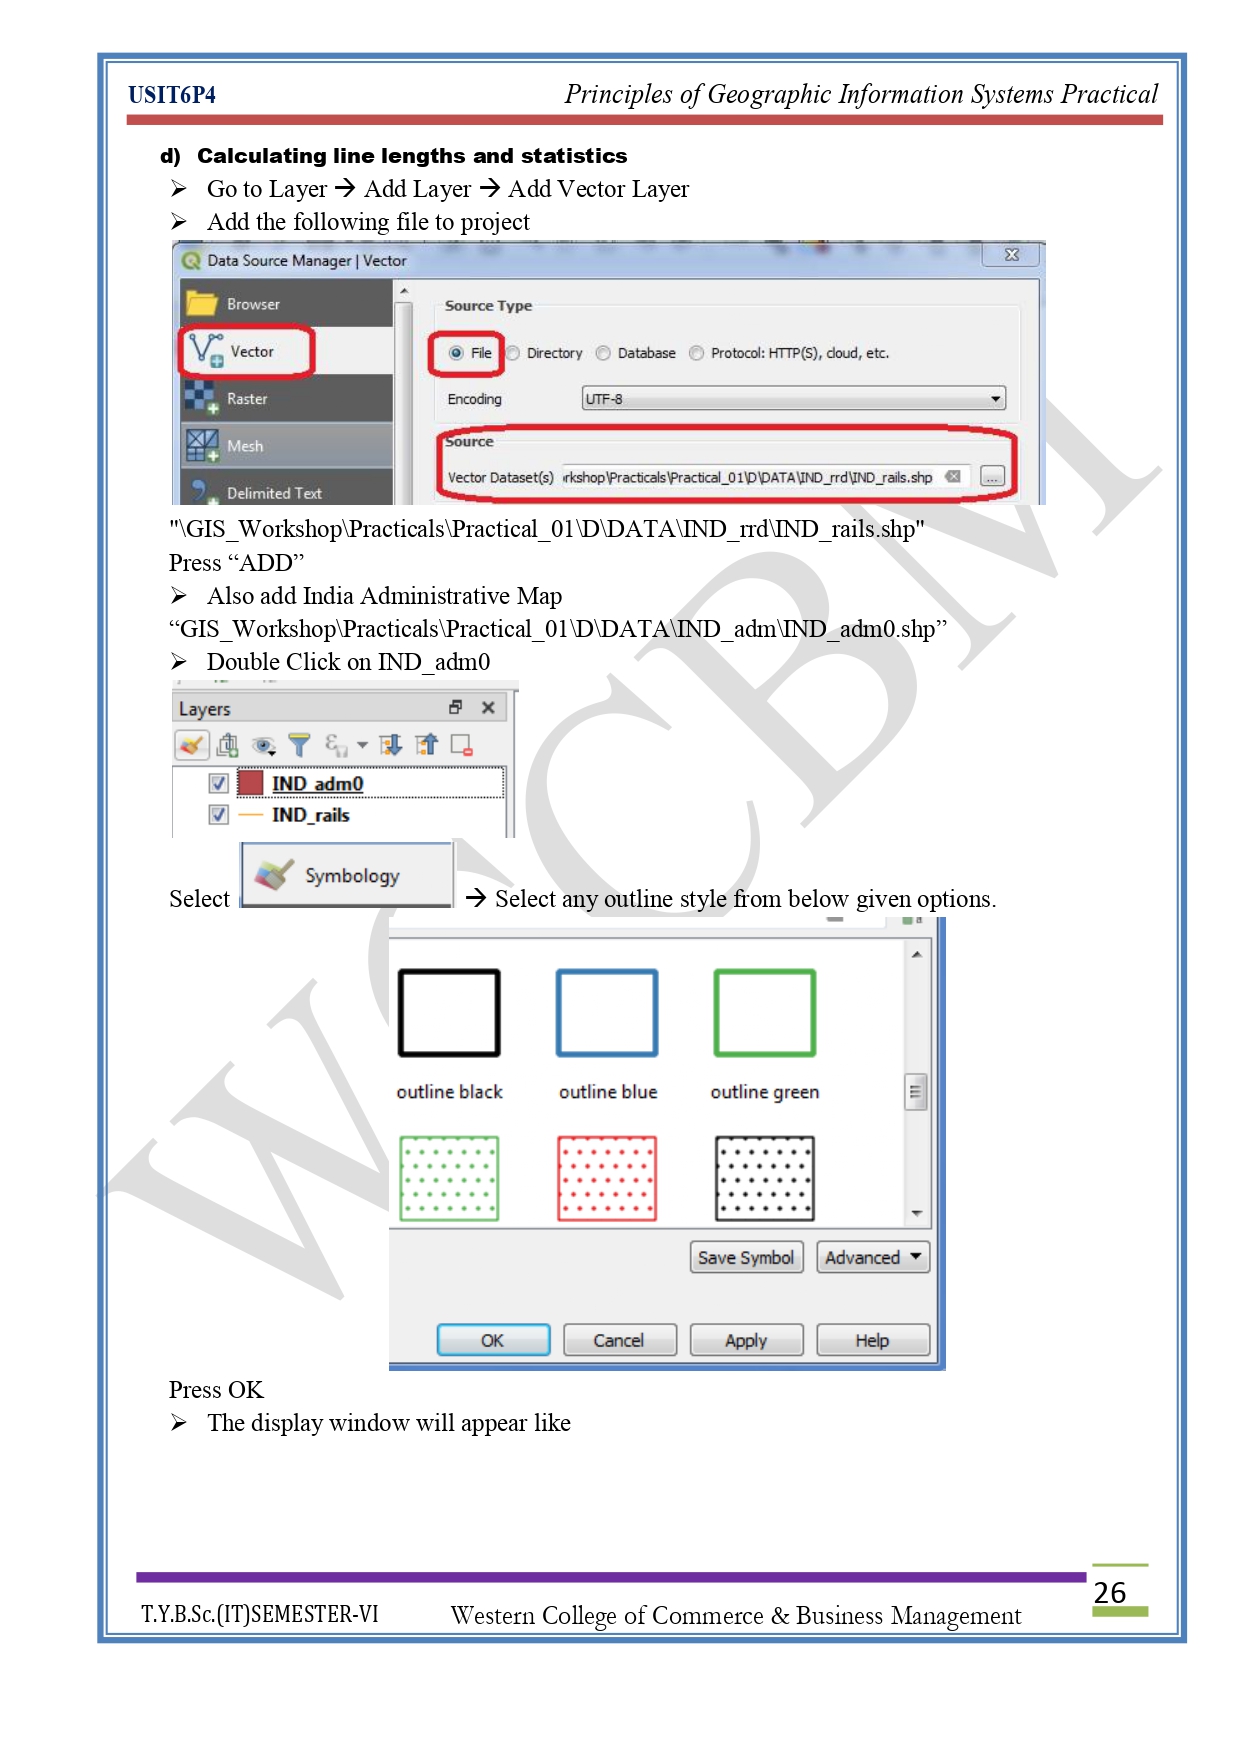 USIT6P4 Principles of Geographic Information Systems Practical
d) Calculating line lengths and statistics
➢ Go to Layer → Add Layer → Add Vector Layer
➢ Add the following file to project
Data Source Manager | Vector
Browser
Vector
Raster
Mesh
Delimited Text
Source Type
File Directory Database Protocol: HTTP(S), cloud, etc.
Encoding UTF-8
Source
Vector Dataset(s) rkshop\Practicals\Practical_01\D\DATA\IND_rrd\IND_rails.shp ...
"\GIS_Workshop\Practicals\Practical_01\D\DATA\IND_rrd\IND_rails.shp"
Press “ADD”
➢ Also add India Administrative Map
“GIS_Workshop\Practicals\Practical_01\D\DATA\IND_adm\IND_adm0.shp”
➢ Double Click on IND_adm0
Layers
IND_adm0
IND_rails
Select Symbology → Select any outline style from below given options.
outline black outline blue outline green
Save Symbol Advanced
OK Cancel Apply Help
Press OK
➢ The display window will appear like
WCCBM
26
T.Y.B.Sc.(IT)SEMESTER-VI Western College of Commerce & Business Management